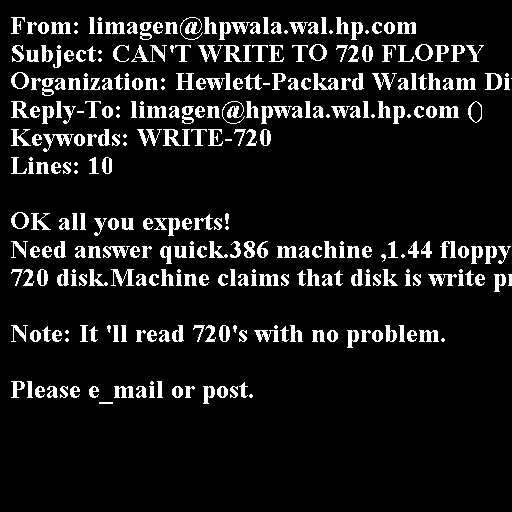 From: limagen@hpwala.wal.hp.com
Subject: CAN'T WRITE TO 720 FLOPPY
Organization: Hewlett-Packard Waltham
Reply-To: limagen@hpwala.wal.hp.com ()
Keywords: WRITE-720
Lines: 10
OK all you experts!
Need answer quick.386 machine ,1.44 floppy
720 disk.Machine claims that disk is write
Note: It 'll read 720's with no problem.
Please e_mail or post.